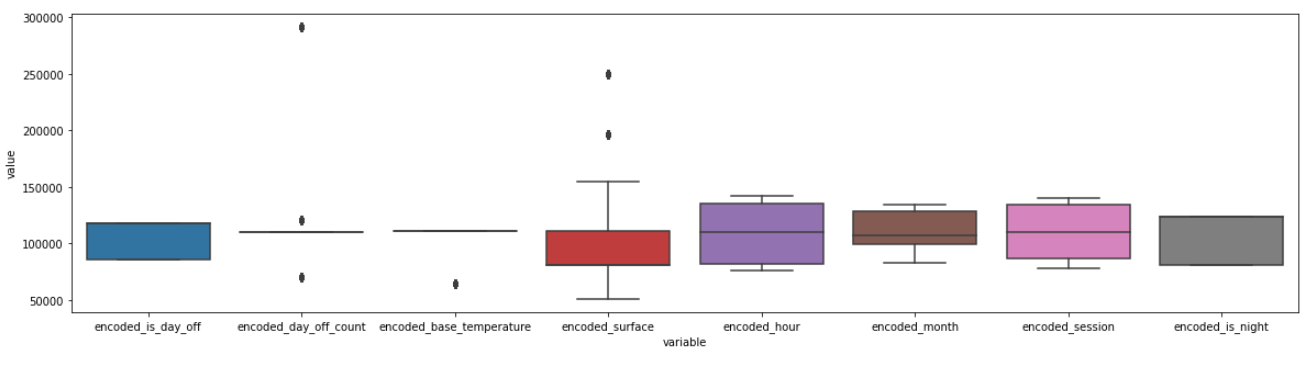 300000
250000
200000
150000
100000
50000
value
encoded_is_day_off encoded_day_off_count encoded_base_temperature encoded_surface encoded_hour encoded_month encoded_session encoded_is_night
variable